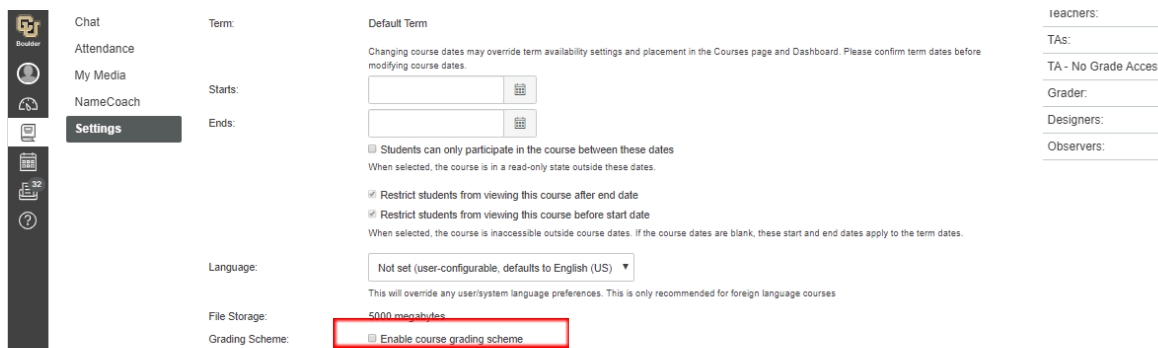 CU
Boulder
32
Chat
Attendance
My Media
NameCoach
Settings
Term:
Default Term
Changing course dates may override term availability settings and placement in the Courses page and Dashboard. Please confirm term dates before
modifying course dates.
Starts:
Ends:
Students can only participate in the course between these dates
When selected, the course is in a read-only state outside these dates.
Restrict students from viewing this course after end date
Restrict students from viewing this course before start date
When selected, the course is inaccessible outside course dates. If the course dates are blank, these start and end dates apply to the term dates.
Language:
Not set (user-configurable, defaults to English (US)
This will override any user/system language preferences. This is only recommended for foreign language courses
File Storage:
5000 megabytes
Grading Scheme:
Enable course grading scheme
Teachers:
TAs:
TA - No Grade Acces
Grader:
Designers:
Observers: